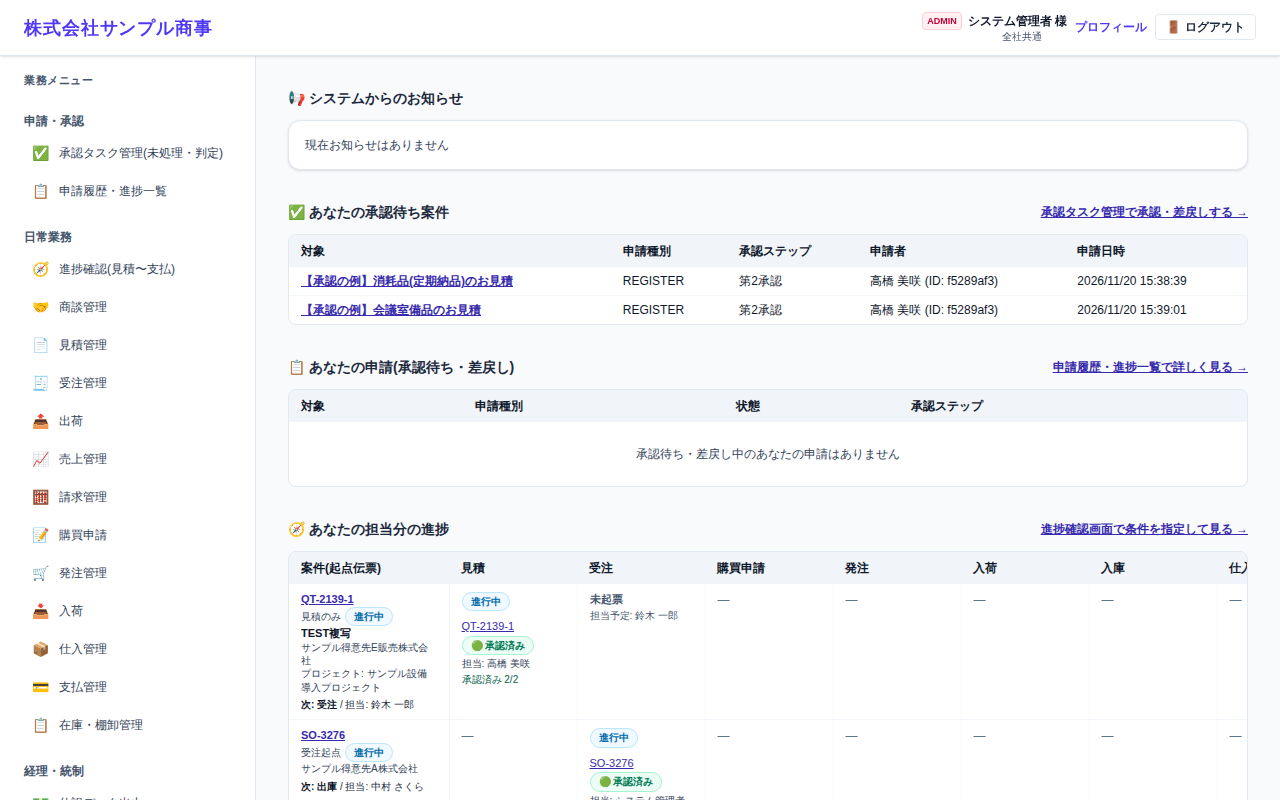 株式会社サンプル商事
ADMIN システム管理者 様 プロフィール ログアウト
全社共通
業務メニュー
申請・承認
承認タスク管理(未処理・判定)
申請履歴・進捗一覧
日常業務
進捗確認(見積〜支払)
商談管理
見積管理
受注管理
出荷
売上管理
請求管理
購買申請
発注管理
入荷
仕入管理
支払管理
在庫・棚卸管理
経理・統制
システムからのお知らせ
現在お知らせはありません
あなたの承認待ち案件 承認タスク管理で承認・差戻しする →
対象 申請種別 承認ステップ 申請者 申請日時
【承認の例】消耗品(定期納品)のお見積 REGISTER 第2承認 高橋 美咲 (ID: f5289af3) 2026/11/20 15:38:39
【承認の例】会議室備品のお見積 REGISTER 第2承認 高橋 美咲 (ID: f5289af3) 2026/11/20 15:39:01
あなたの申請(承認待ち・差戻し) 申請履歴・進捗一覧で詳しく見る →
対象 申請種別 状態 承認ステップ
承認待ち・差戻し中のあなたの申請はありません
あなたの担当分の進捗 進捗確認画面で条件を指定して見る →
案件(起点伝票) 見積 受注 購買申請 発注 入荷 入庫 仕入
QT-2139-1 進行中 未起票 — — — — —
見積のみ 進行中 QT-2139-1 担当予定: 鈴木 一郎
TEST複写 承認済み
サンプル得意先E販売株式会社 担当: 高橋 美咲
プロジェクト: サンプル設備導入プロジェクト 承認済み 2/2
次: 受注 / 担当: 鈴木 一郎
SO-3276 — 進行中 — — — — —
受注起点 進行中 SO-3276
サンプル得意先A株式会社 承認済み
次: 出庫 / 担当: 中村 さくら 担当: システム管理者